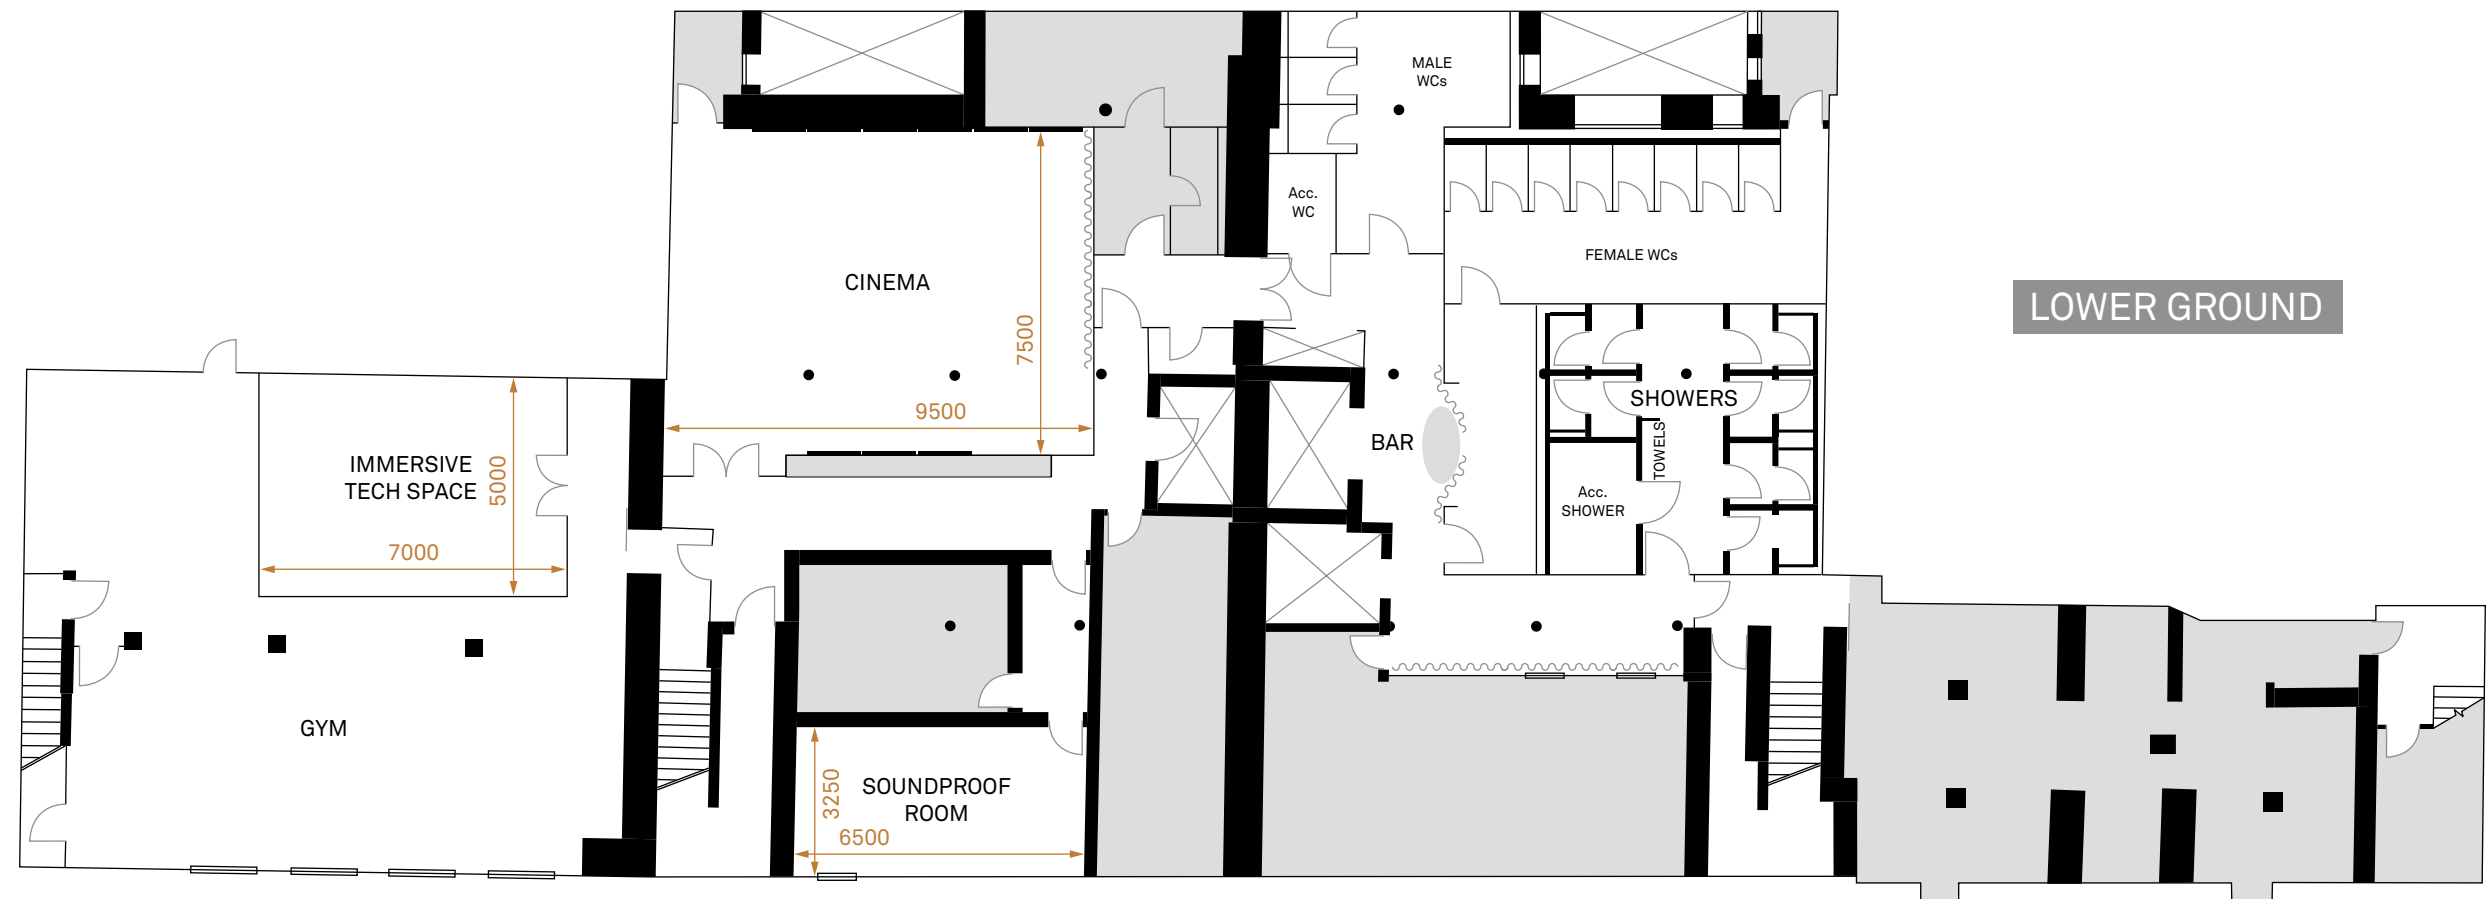 MALE
WCs
Acc.
WC
FEMALE WCs
CINEMA
7500
9500
LOWER GROUND
IMMERSIVE
TECH SPACE
5000
7000
BAR
SHOWERS
TOWELS
Acc.
SHOWER
GYM
SOUNDPROOF
ROOM
3250
6500